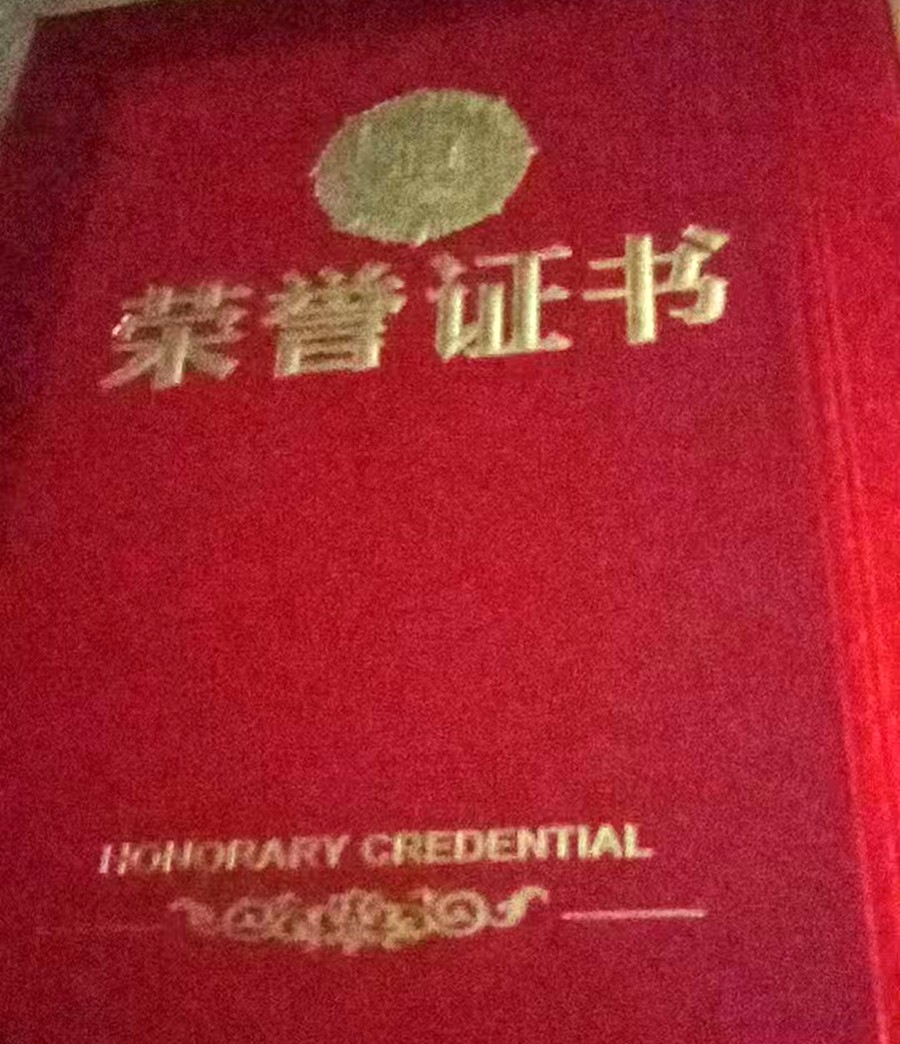 荣誉证书
HONORARY CREDENTIAL